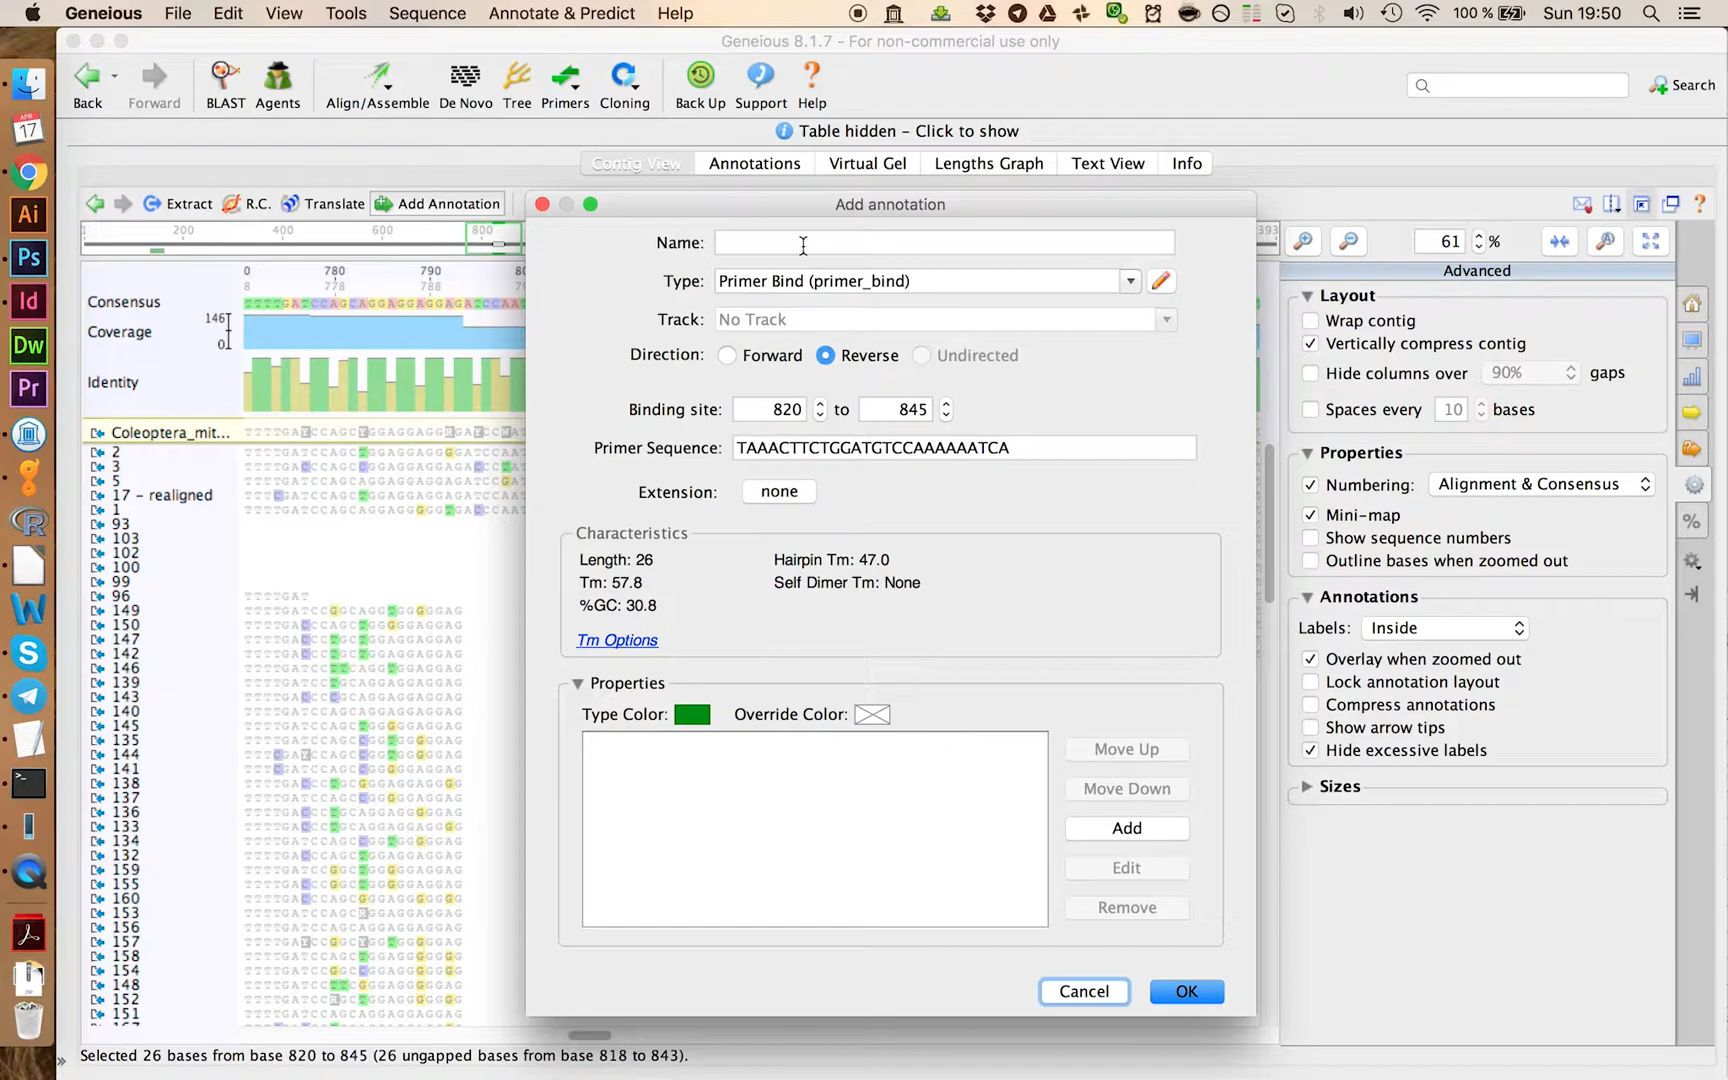 Geneious File Edit View Tools Sequence Annotate & Predict Help 100 % Sun 19:50
Geneious 8.1.7 - For non-commercial use only
Back Forward BLAST Agents Align/Assemble De Novo Tree Primers Cloning Back Up Support Help Search
Table hidden - Click to show
Contig View Annotations Virtual Gel Lengths Graph Text View Info
Extract R.C. Translate Add Annotation
1 200 400 600 800
0 780 790
8 778 788
Consensus
Coverage 146
0
Identity
Coleoptera_mit...
2
3
5
17 - realigned
1
93
103
102
100
99
96
149
150
147
142
146
139
143
140
145
135
144
141
138
137
136
133
134
132
159
155
160
153
156
157
158
154
148
152
151
Selected 26 bases from base 820 to 845 (26 ungapped bases from base 818 to 843).
Add annotation
Name:
Type: Primer Bind (primer_bind)
Track: No Track
Direction: Forward Reverse Undirected
Binding site: 820 to 845
Primer Sequence: TAAACTTCTGGATGTCCAAAAAATCA
Extension: none
Characteristics
Length: 26 Hairpin Tm: 47.0
Tm: 57.8 Self Dimer Tm: None
%GC: 30.8
Tm Options
Properties
Type Color: Override Color:
Move Up
Move Down
Add
Edit
Remove
Cancel OK
61 %
Advanced
Layout
Wrap contig
Vertically compress contig
Hide columns over 90% gaps
Spaces every 10 bases
Properties
Numbering: Alignment & Consensus
Mini-map
Show sequence numbers
Outline bases when zoomed out
Annotations
Labels: Inside
Overlay when zoomed out
Lock annotation layout
Compress annotations
Show arrow tips
Hide excessive labels
Sizes
APR
17
Ai
Ps
Id
Dw
Pr